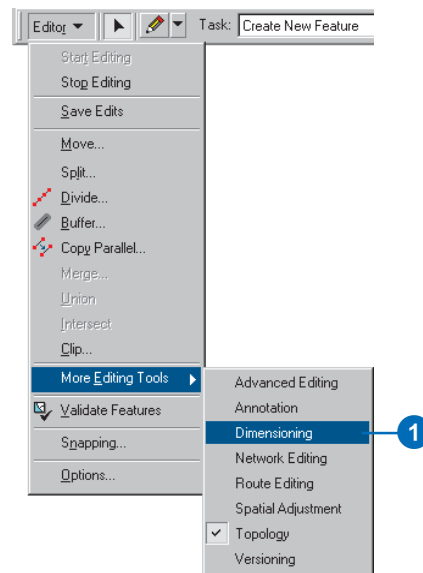 Editor
Task: Create New Feature
Start Editing
Stop Editing
Save Edits
Move...
Split...
Divide...
Buffer...
Copy Parallel...
Merge...
Union
Intersect
Clip...
More Editing Tools
Validate Features
Snapping...
Options...
Advanced Editing
Annotation
Dimensioning
1
Network Editing
Route Editing
Spatial Adjustment
Topology
Versioning